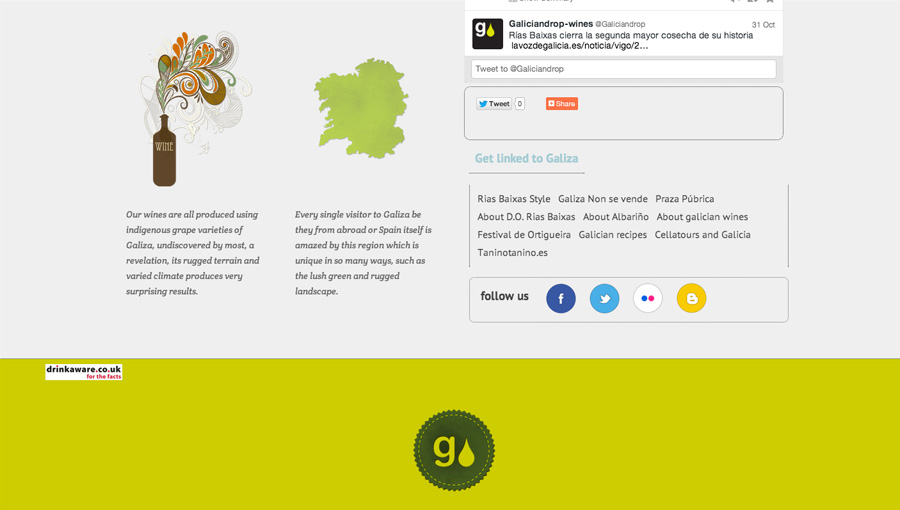 WINE
Our wines are all produced using
indigenous grape varieties of
Galiza, undiscovered by most, a
revelation, its rugged terrain and
varied climate produces very
surprising results.
Every single visitor to Galiza be
they from abroad or Spain itself is
amazed by this region which is
unique in so many ways, such as
the lush green and rugged
landscape.
g
Galiciandrop-wines @Galiciandrop 31 Oct
Rías Baixas cierra la segunda mayor cosecha de su historia
lavozdegalicia.es/noticia/vigo/2…
Tweet to @Galiciandrop
Tweet 0 Share
Get linked to Galiza
Rias Baixas Style Galiza Non se vende Praza Púbrica
About D.O. Rias Baixas About Albariño About galician wines
Festival de Ortigueira Galician recipes Cellatours and Galicia
Taninotanino.es
follow us f
drinkaware.co.uk
for the facts
g